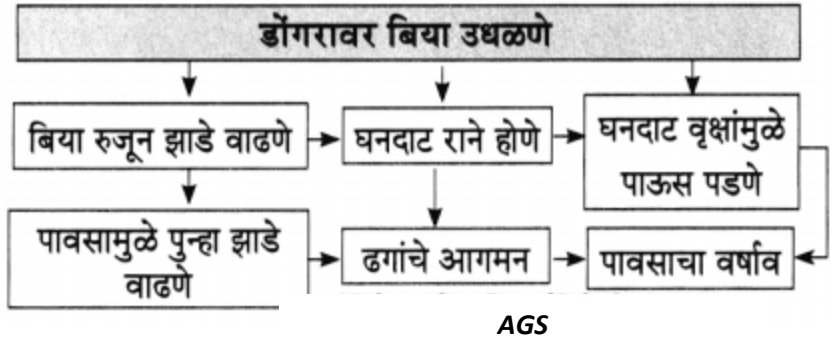 डोंगरावर बिया उधळणे
बिया रुजून झाडे वाढणे
घनदाट राने होणे
घनदाट वृक्षांमुळे
पाऊस पडणे
पावसामुळे पुन्हा झाडे
वाढणे
ढगांचे आगमन
पावसाचा वर्षाव
AGS